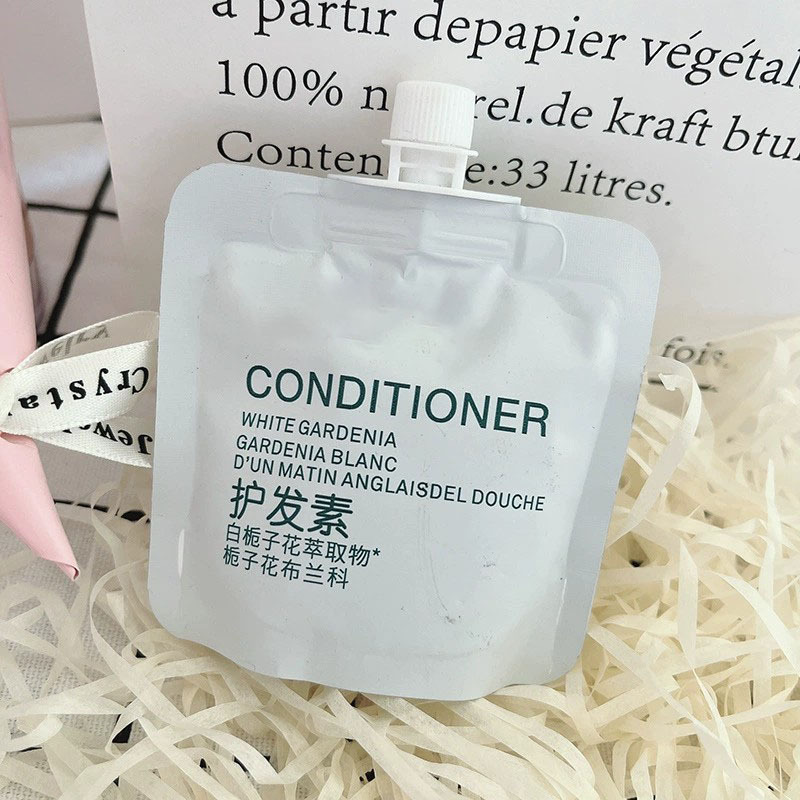 à partir depapier végétal.
100% n rel.de kraft
Conten e:33 litres.
fois.
Crysta
CONDITIONER
WHITE GARDENIA
GARDENIA BLANC
D'UN MATIN ANGLAISDEL DOUCHE
护发素
白栀子花萃取物*
栀子花布兰科